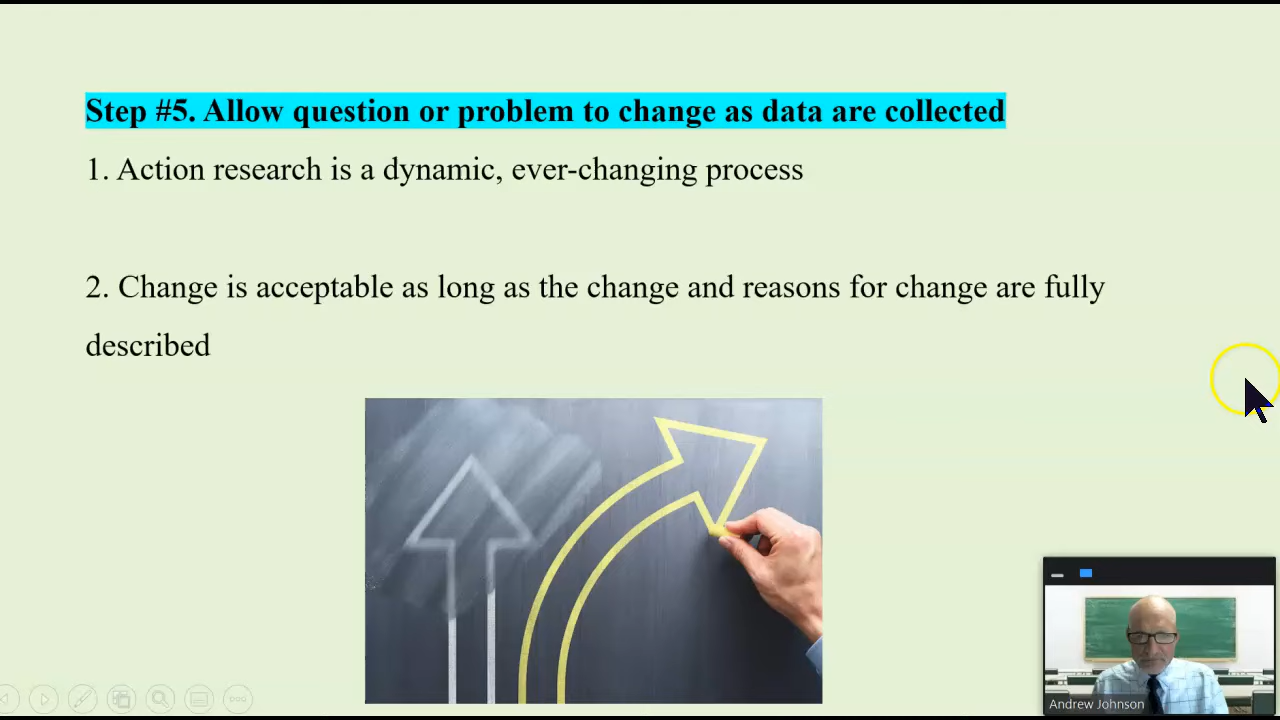 Step #5. Allow question or problem to change as data are collected
1. Action research is a dynamic, ever-changing process
2. Change is acceptable as long as the change and reasons for change are fully
described
Andrew Johnson